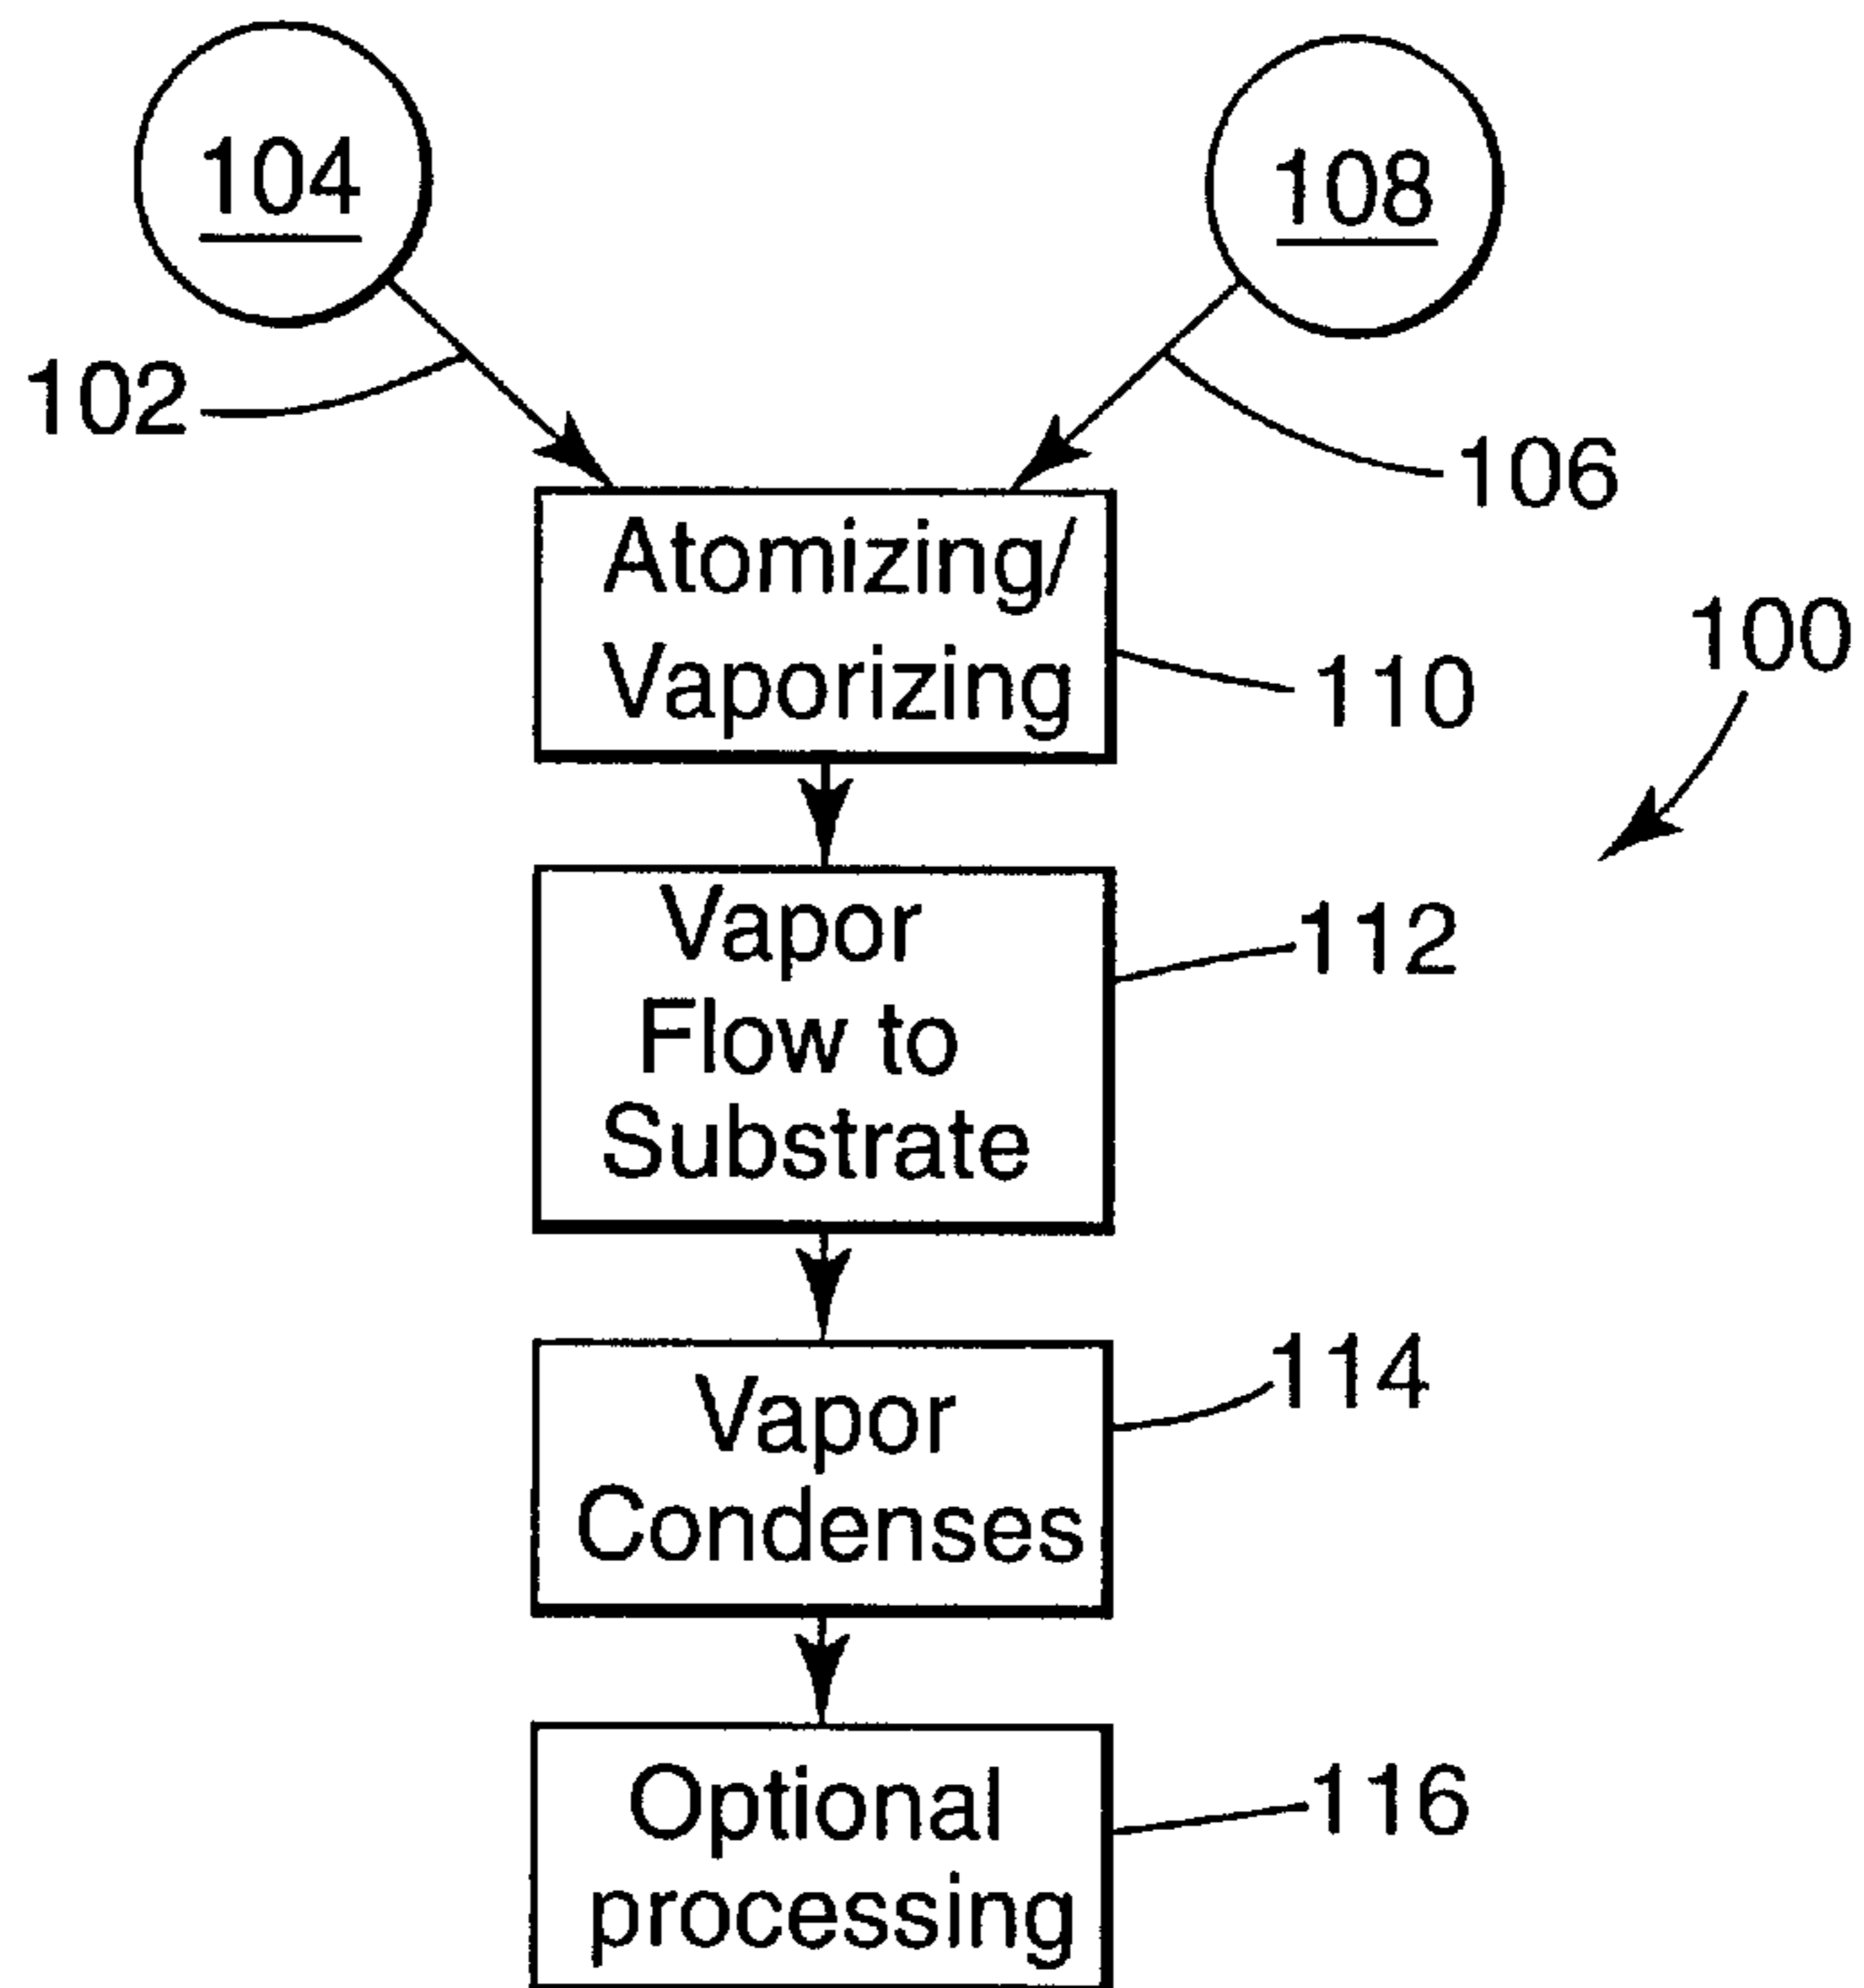 104
108
102
106
Atomizing/
Vaporizing
110
100
Vapor
Flow to
Substrate
112
Vapor
Condenses
114
Optional
processing
116